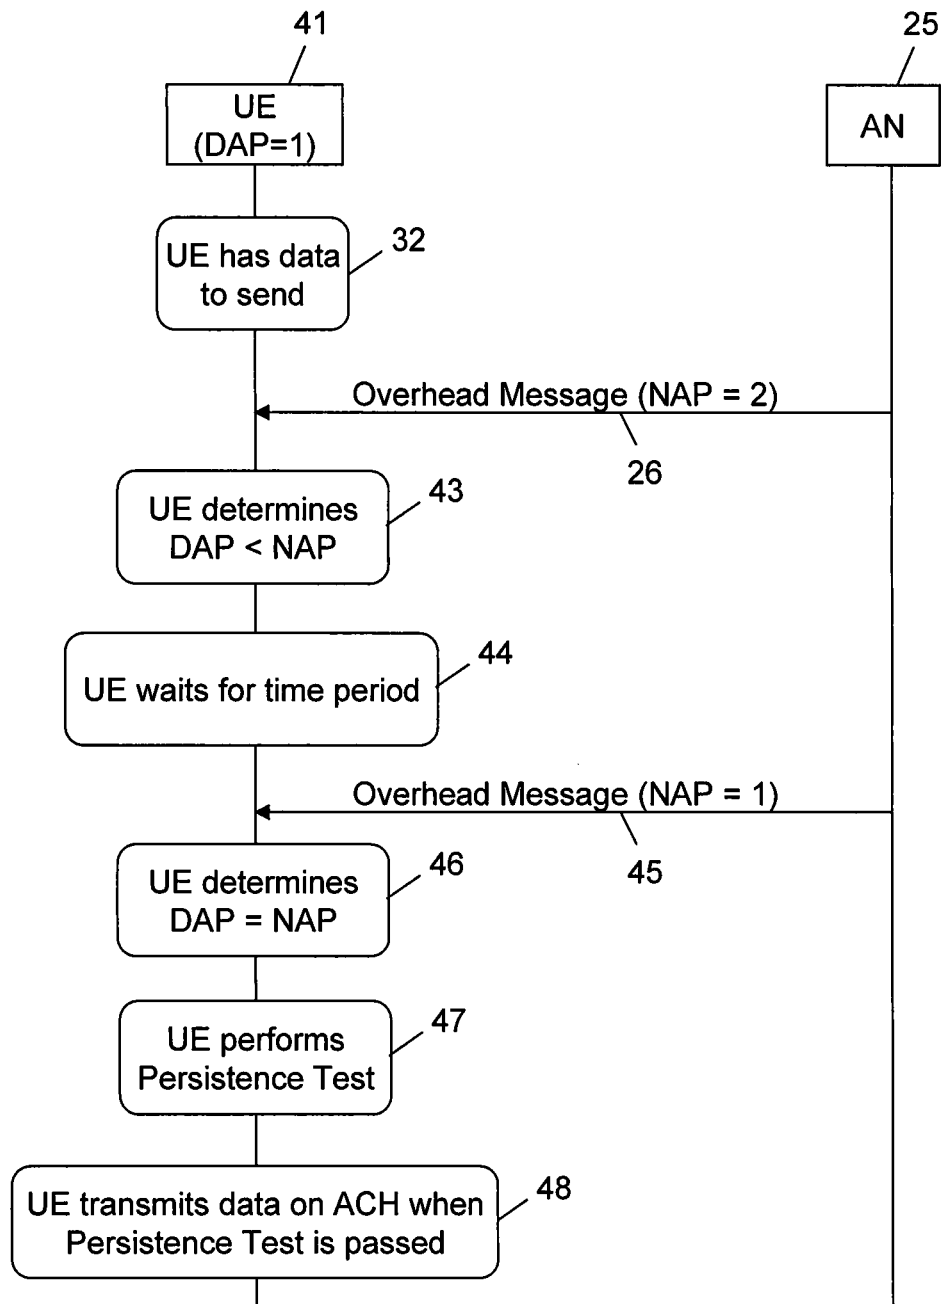 41
25
UE
(DAP=1)
AN
UE has data
to send
32
Overhead Message (NAP = 2)
26
UE determines
DAP < NAP
43
UE waits for time period
44
Overhead Message (NAP = 1)
45
UE determines
DAP = NAP
46
UE performs
Persistence Test
47
UE transmits data on ACH when
Persistence Test is passed
48